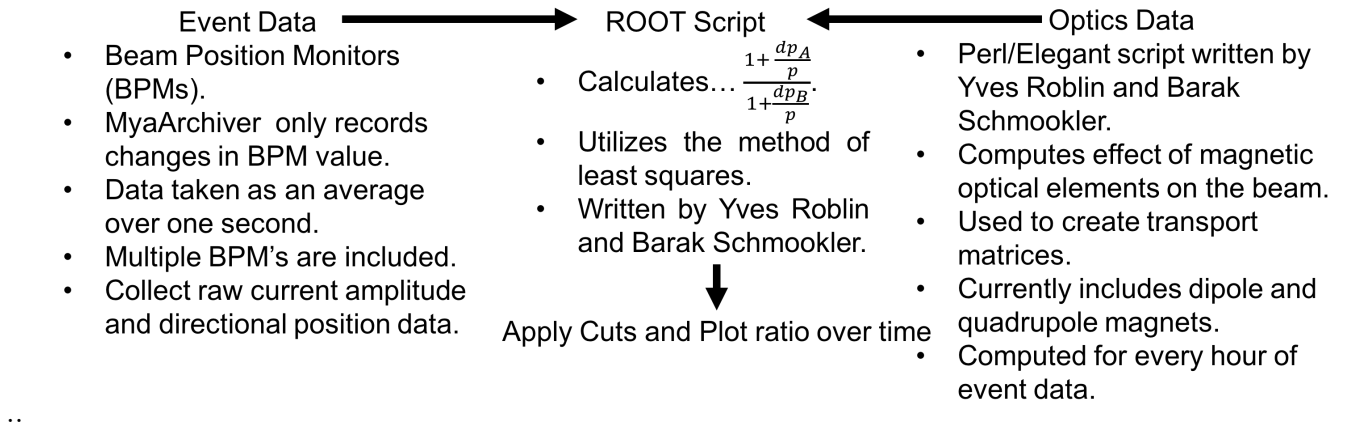 Event Data
• Beam Position Monitors
(BPMs).
• MyaArchiver only records
changes in BPM value.
• Data taken as an average
over one second.
• Multiple BPM’s are included.
• Collect raw current amplitude
and directional position data.
ROOT Script
• Calculates… (1+ dp_A/p)/(1+ dp_B/p).
• Utilizes the method of
least squares.
• Written by Yves Roblin
and Barak Schmookler.
Apply Cuts and Plot ratio over time
Optics Data
• Perl/Elegant script written by
Yves Roblin and Barak
Schmookler.
• Computes effect of magnetic
optical elements on the beam.
• Used to create transport
matrices.
• Currently includes dipole and
quadrupole magnets.
• Computed for every hour of
event data.
..